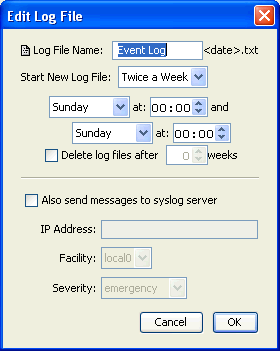 Edit Log File
Log File Name: Event Log <date>.txt
Start New Log File: Twice a Week
Sunday at: 00:00 and
Sunday at: 00:00
Delete log files after 0 weeks
Also send messages to syslog server
IP Address:
Facility: local0
Severity: emergency
Cancel OK